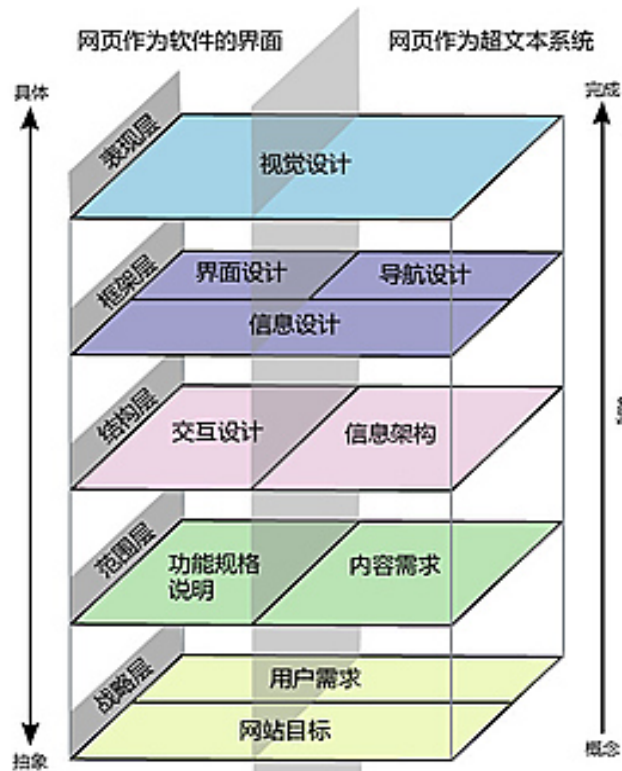 网页作为软件的界面
网页作为超文本系统
具体
完成
表现层
视觉设计
框架层
界面设计
导航设计
信息设计
结构层
交互设计
信息架构
范围层
功能规格
说明
内容需求
战略层
用户需求
网站目标
抽象
概念